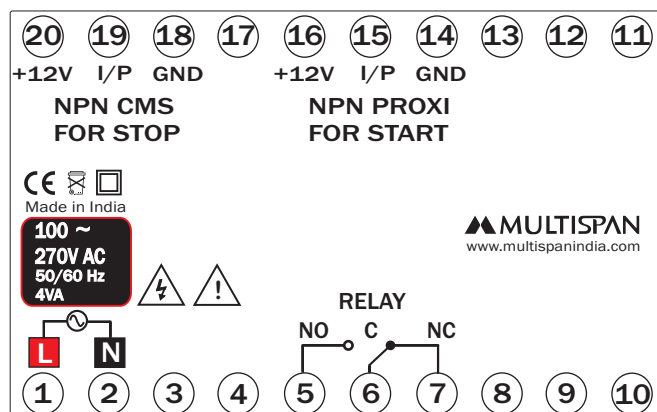 20 19 18 17 16 15 14 13 12 11
+12V I/P GND +12V I/P GND
NPN CMS
FOR STOP
NPN PROXI
FOR START
CE
Made in India
100 ~
270V AC
50/60 Hz
4VA
MULTISPAN
www.multispanindia.com
RELAY
NO C NC
L N
1 2 3 4 5 6 7 8 9 10